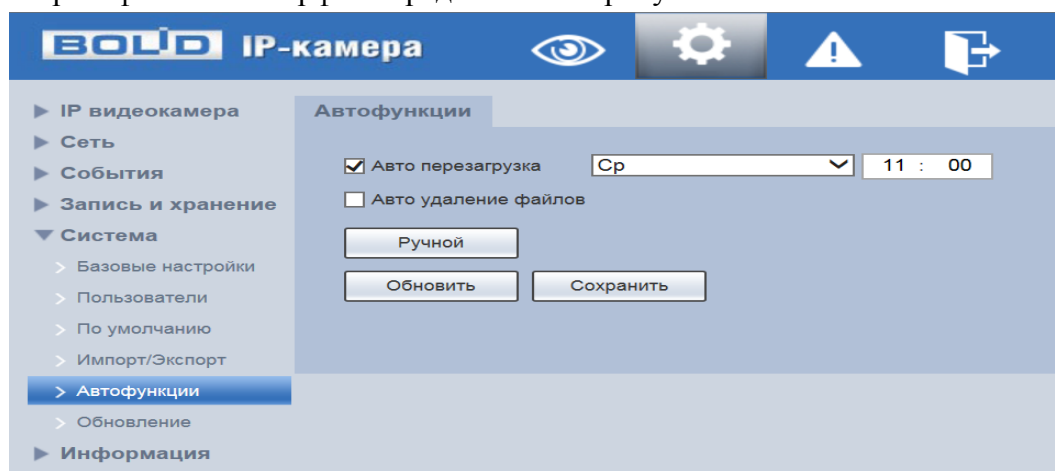 BOLID IP-камера
IP видеокамера
Сеть
События
Запись и хранение
Система
Базовые настройки
Пользователи
По умолчанию
Импорт/Экспорт
Автофункции
Обновление
Информация
Автофункции
Авто перезагрузка Ср 11 : 00
Авто удаление файлов
Ручной
Обновить Сохранить